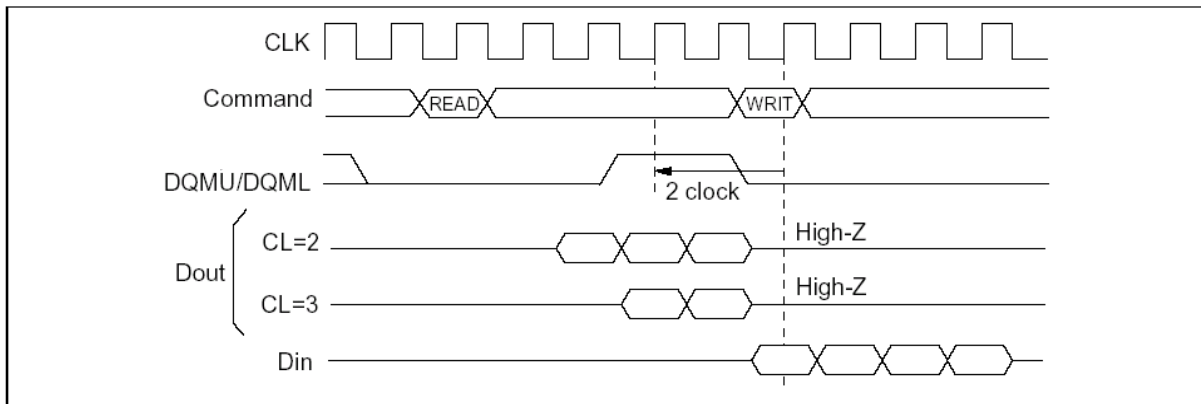 CLK
Command
READ
WRIT
DQMU/DQML
2 clock
CL=2
High-Z
Dout
CL=3
High-Z
Din